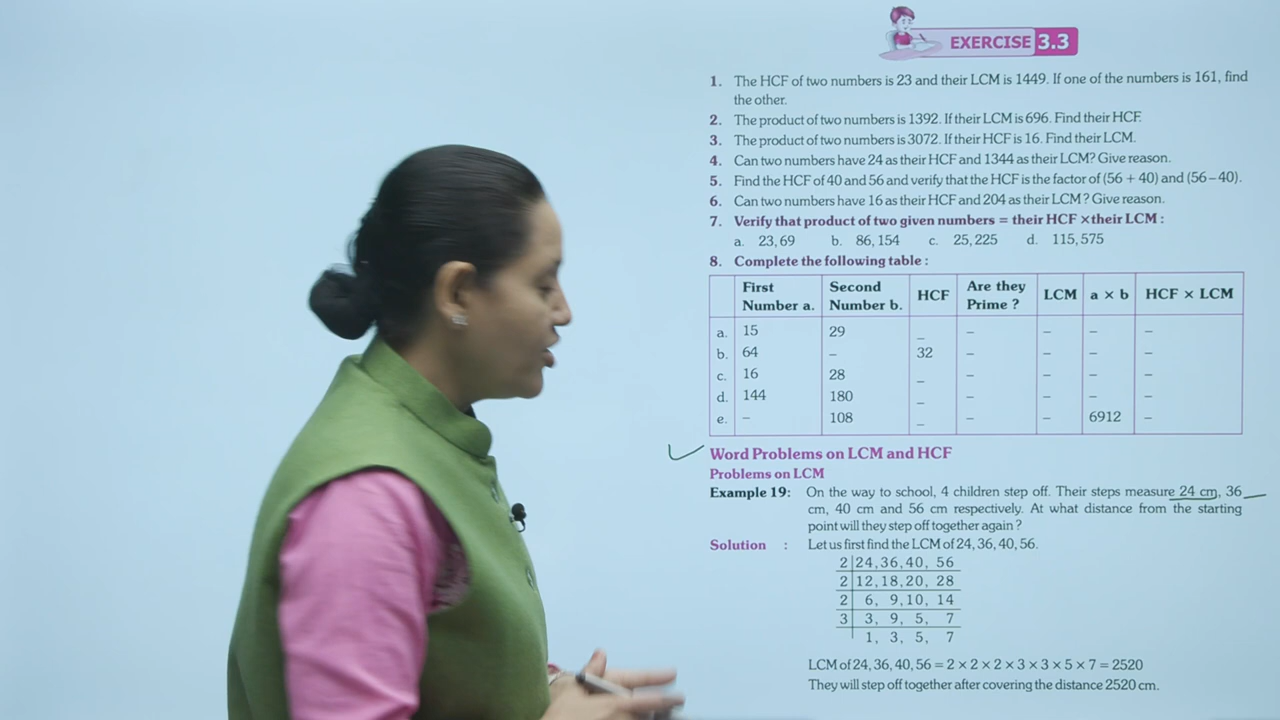 EXERCISE 3.3
1. The HCF of two numbers is 23 and their LCM is 1449. If one of the numbers is 161, find
the other.
2. The product of two numbers is 1392. If their LCM is 696. Find their HCF.
3. The product of two numbers is 3072. If their HCF is 16. Find their LCM.
4. Can two numbers have 24 as their HCF and 1344 as their LCM? Give reason.
5. Find the HCF of 40 and 56 and verify that the HCF is the factor of (56 + 40) and (56–40).
6. Can two numbers have 16 as their HCF and 204 as their LCM? Give reason.
7. Verify that product of two given numbers = their HCF ×their LCM :
a. 23, 69 b. 86, 154 c. 25, 225 d. 115, 575
8. Complete the following table :
First Number a. Second Number b. HCF Are they Prime ? LCM a × b HCF × LCM
a. 15 29 _ – – – –
b. 64 – 32 – – – –
c. 16 28 _ – – – –
d. 144 180 _ – – – –
e. – 108 _ – – 6912 –
Word Problems on LCM and HCF
Problems on LCM
Example 19: On the way to school, 4 children step off. Their steps measure 24 cm, 36
cm, 40 cm and 56 cm respectively. At what distance from the starting
point will they step off together again ?
Solution : Let us first find the LCM of 24, 36, 40, 56.
2 24, 36, 40, 56
2 12, 18, 20, 28
2 6, 9, 10, 14
3 3, 9, 5, 7
1, 3, 5, 7
LCM of 24, 36, 40, 56 = 2 × 2 × 2 × 3 × 3 × 5 × 7 = 2520
They will step off together after covering the distance 2520 cm.